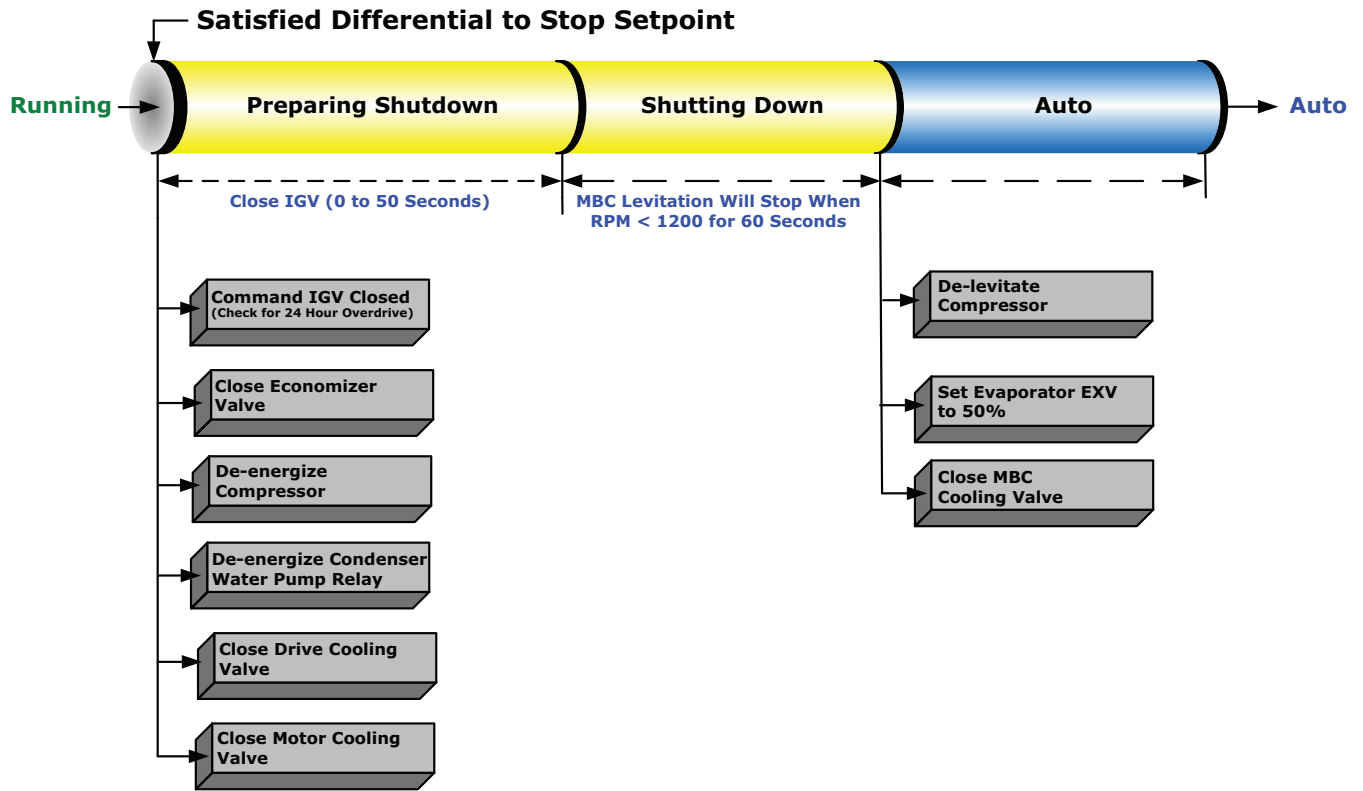 Satisfied Differential to Stop Setpoint
Running
Preparing Shutdown
Shutting Down
Auto
Auto
Close IGV (0 to 50 Seconds)
MBC Levitation Will Stop When
RPM < 1200 for 60 Seconds
Command IGV Closed
(Check for 24 Hour Overdrive)
Close Economizer
Valve
De-energize
Compressor
De-energize Condenser
Water Pump Relay
Close Drive Cooling
Valve
Close Motor Cooling
Valve
De-levitate
Compressor
Set Evaporator EXV
to 50%
Close MBC
Cooling Valve